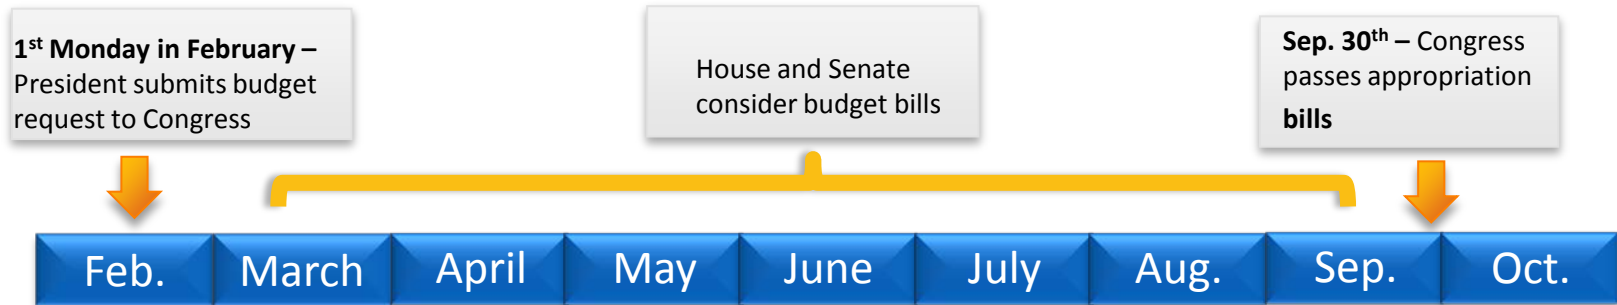 1st Monday in February –
President submits budget
request to Congress
House and Senate
consider budget bills
Sep. 30th – Congress
passes appropriation
bills
Feb.
March
April
May
June
July
Aug.
Sep.
Oct.